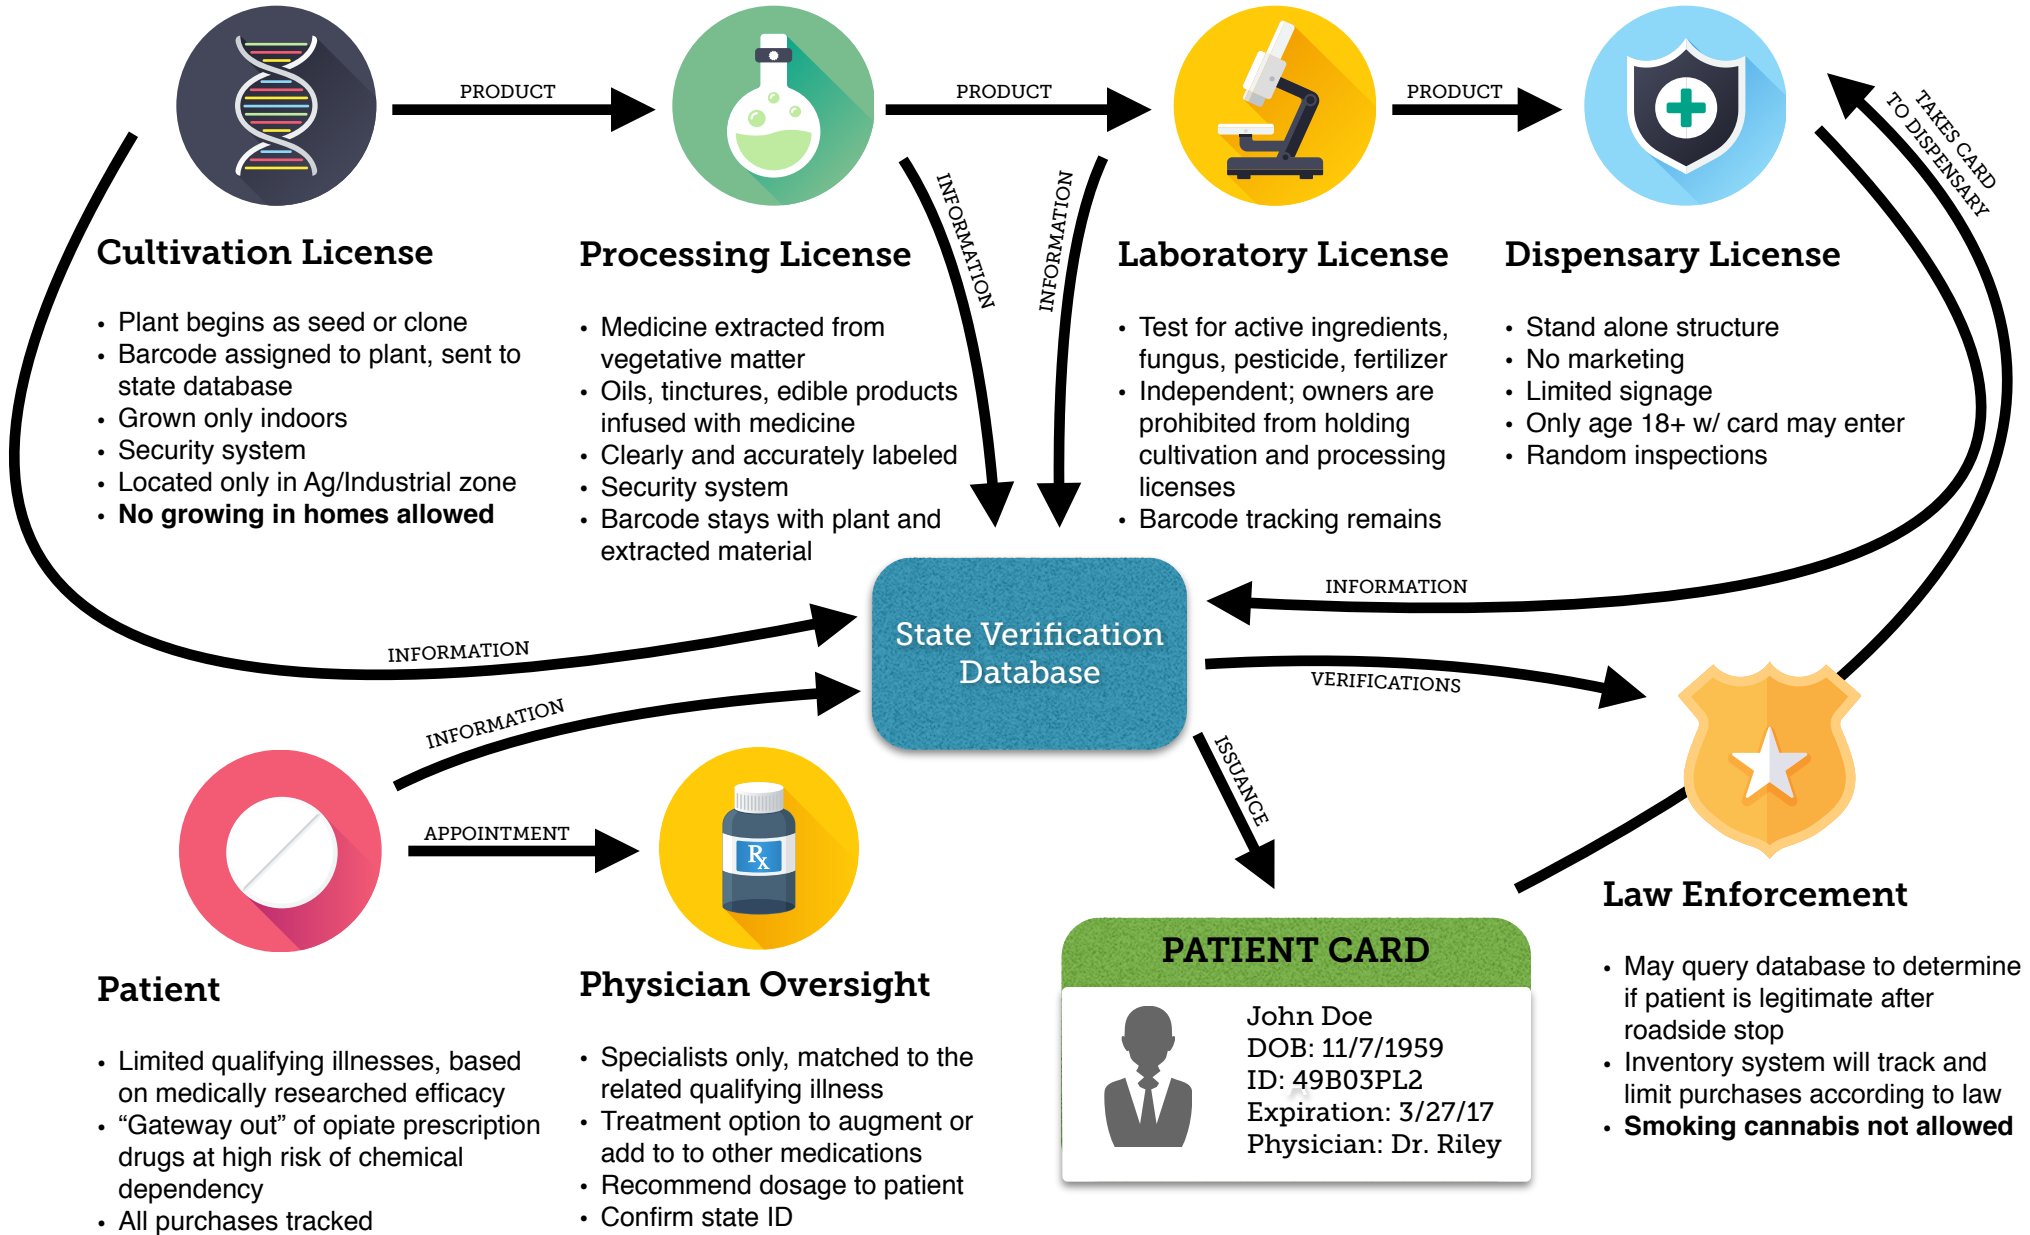 PRODUCT
PRODUCT
PRODUCT
TAKES CARD
TO DISPENSARY
INFORMATION
INFORMATION
Cultivation License
• Plant begins as seed or clone
• Barcode assigned to plant, sent to
state database
• Grown only indoors
• Security system
• Located only in Ag/Industrial zone
• No growing in homes allowed
Processing License
• Medicine extracted from
vegetative matter
• Oils, tinctures, edible products
infused with medicine
• Clearly and accurately labeled
• Security system
• Barcode stays with plant and
extracted material
Laboratory License
• Test for active ingredients,
fungus, pesticide, fertilizer
• Independent; owners are
prohibited from holding
cultivation and processing
licenses
• Barcode tracking remains
Dispensary License
• Stand alone structure
• No marketing
• Limited signage
• Only age 18+ w/ card may enter
• Random inspections
INFORMATION
INFORMATION
State Verification
Database
INFORMATION
VERIFICATIONS
ISSUANCE
APPOINTMENT
Rx
Patient
• Limited qualifying illnesses, based
on medically researched efficacy
• “Gateway out” of opiate prescription
drugs at high risk of chemical
dependency
• All purchases tracked
Physician Oversight
• Specialists only, matched to the
related qualifying illness
• Treatment option to augment or
add to to other medications
• Recommend dosage to patient
• Confirm state ID
PATIENT CARD
John Doe
DOB: 11/7/1959
ID: 49B03PL2
Expiration: 3/27/17
Physician: Dr. Riley
Law Enforcement
• May query database to determine
if patient is legitimate after
roadside stop
• Inventory system will track and
limit purchases according to law
• Smoking cannabis not allowed